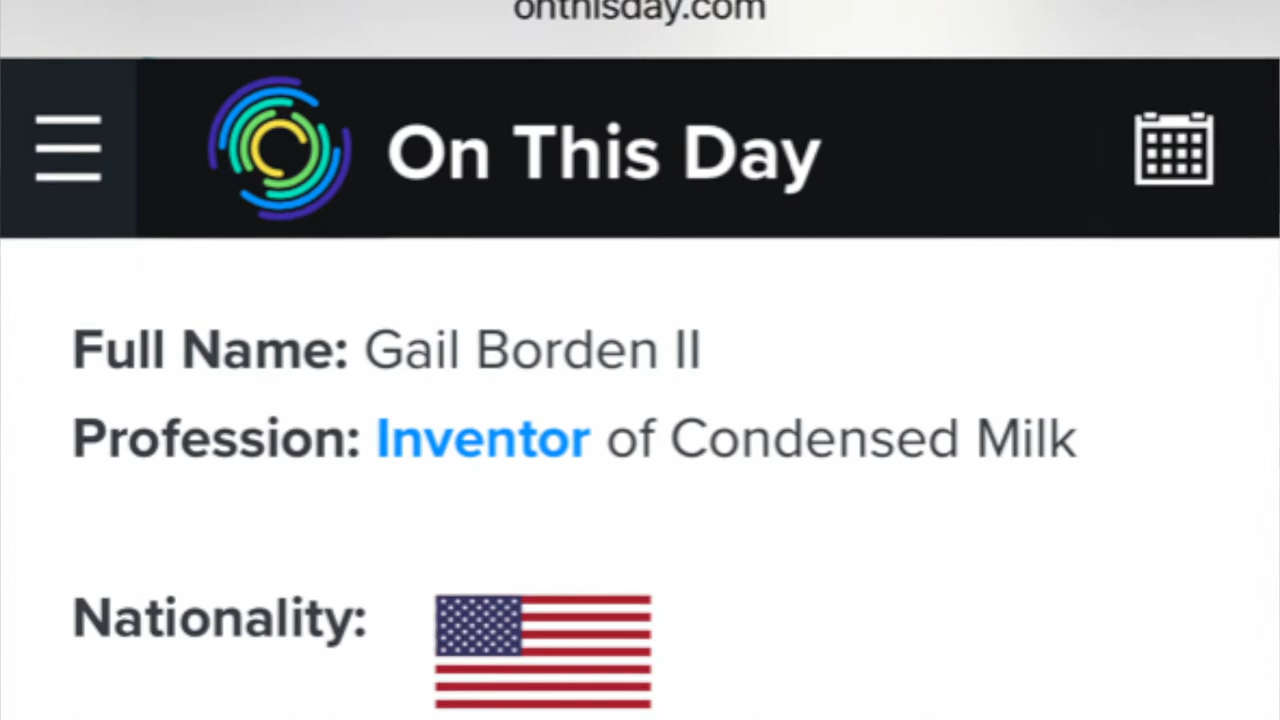 onthisday.com
On This Day
Full Name: Gail Borden II
Profession: Inventor of Condensed Milk
Nationality: